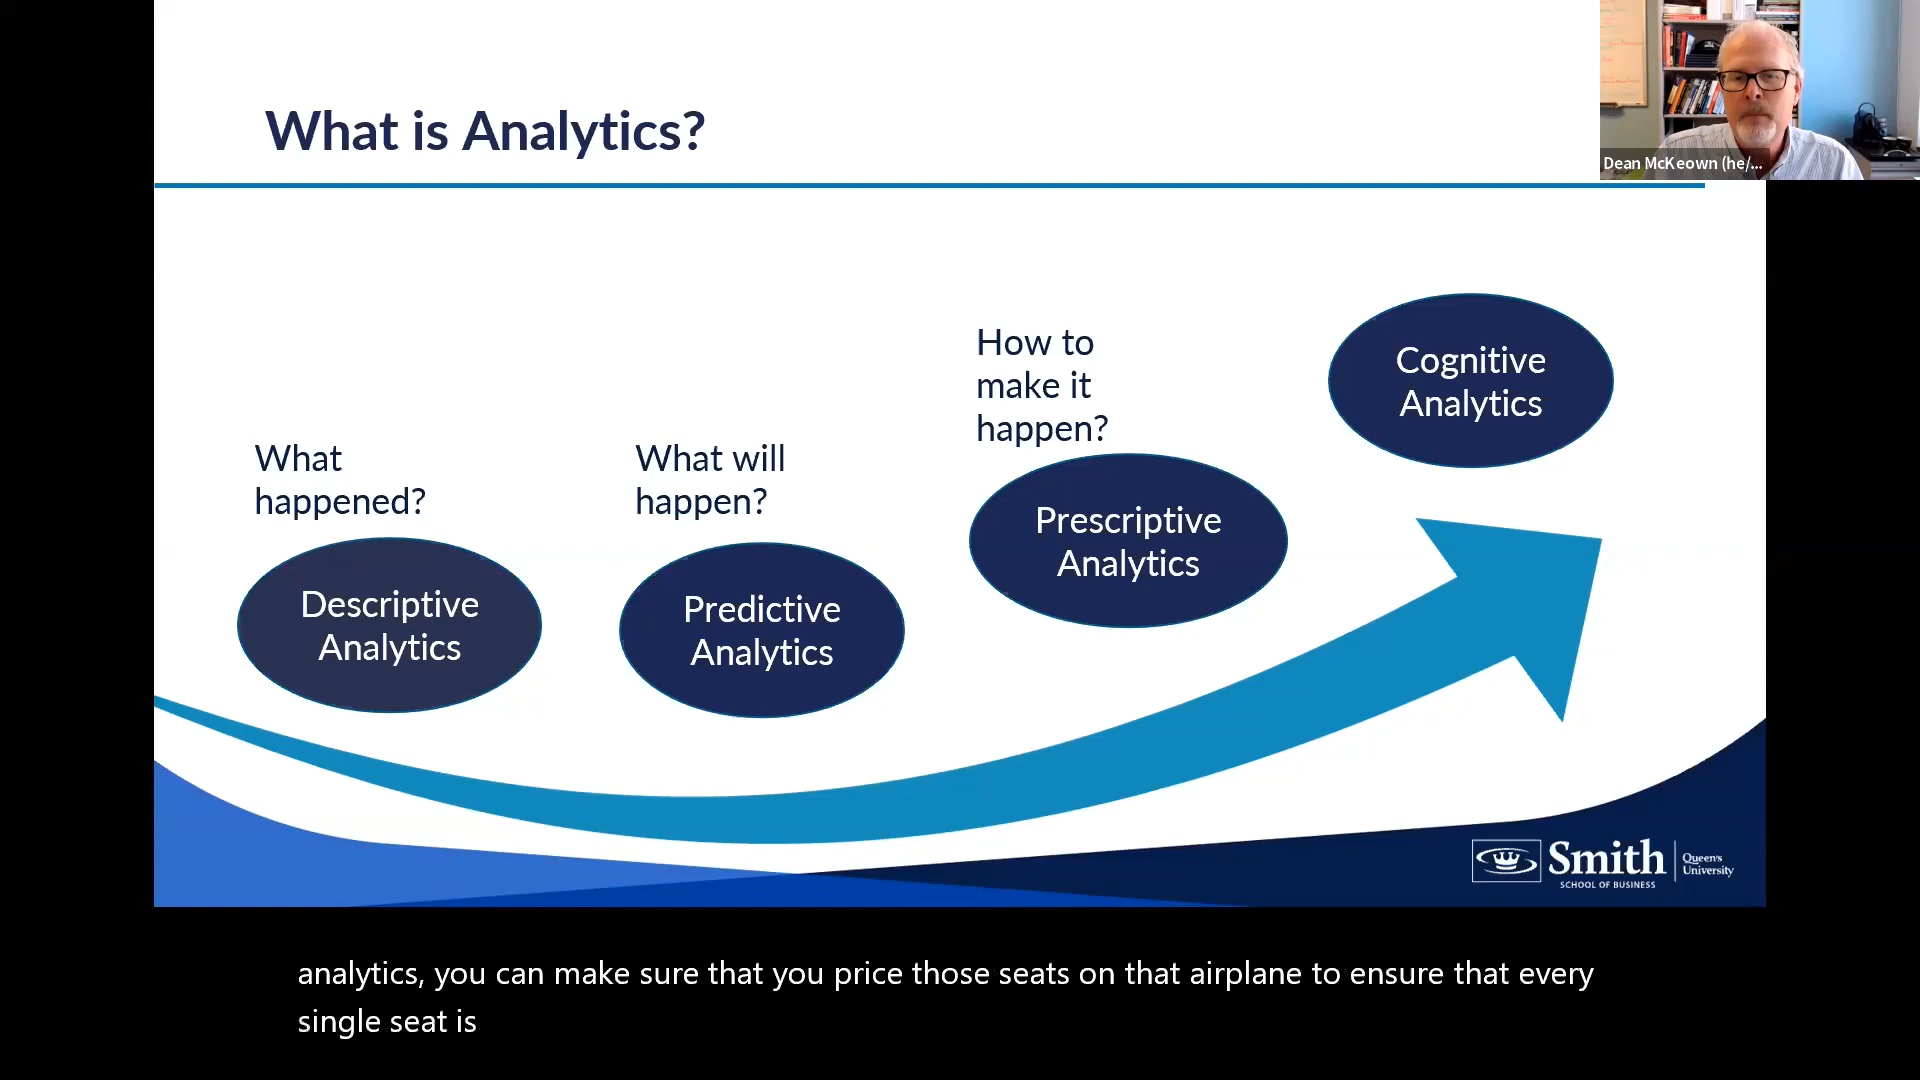 What is Analytics?
Dean McKeown (he/...
How to
make it
happen?
Cognitive
Analytics
What
happened?
What will
happen?
Prescriptive
Analytics
Descriptive
Analytics
Predictive
Analytics
Smith
SCHOOL OF BUSINESS
Queen's
University
analytics, you can make sure that you price those seats on that airplane to ensure that every
single seat is